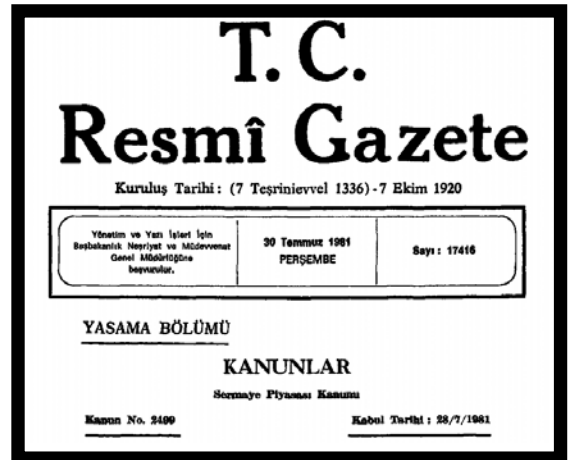 T. C.
Resmî Gazete
Kuruluş Tarihi : (7 Teşrinievvel 1336) - 7 Ekim 1920
Yönetim ve Yazı İşleri İçin
Başbakanlık Neşriyat ve Müdevvenat
Genel Müdürlüğüne
başvurulur.
30 Temmuz 1981
PERŞEMBE
Sayı : 17416
YASAMA BÖLÜMÜ
KANUNLAR
Sermaye Piyasası Kanunu
Kanun No. 2499
Kabul Tarihi : 28/7/1981